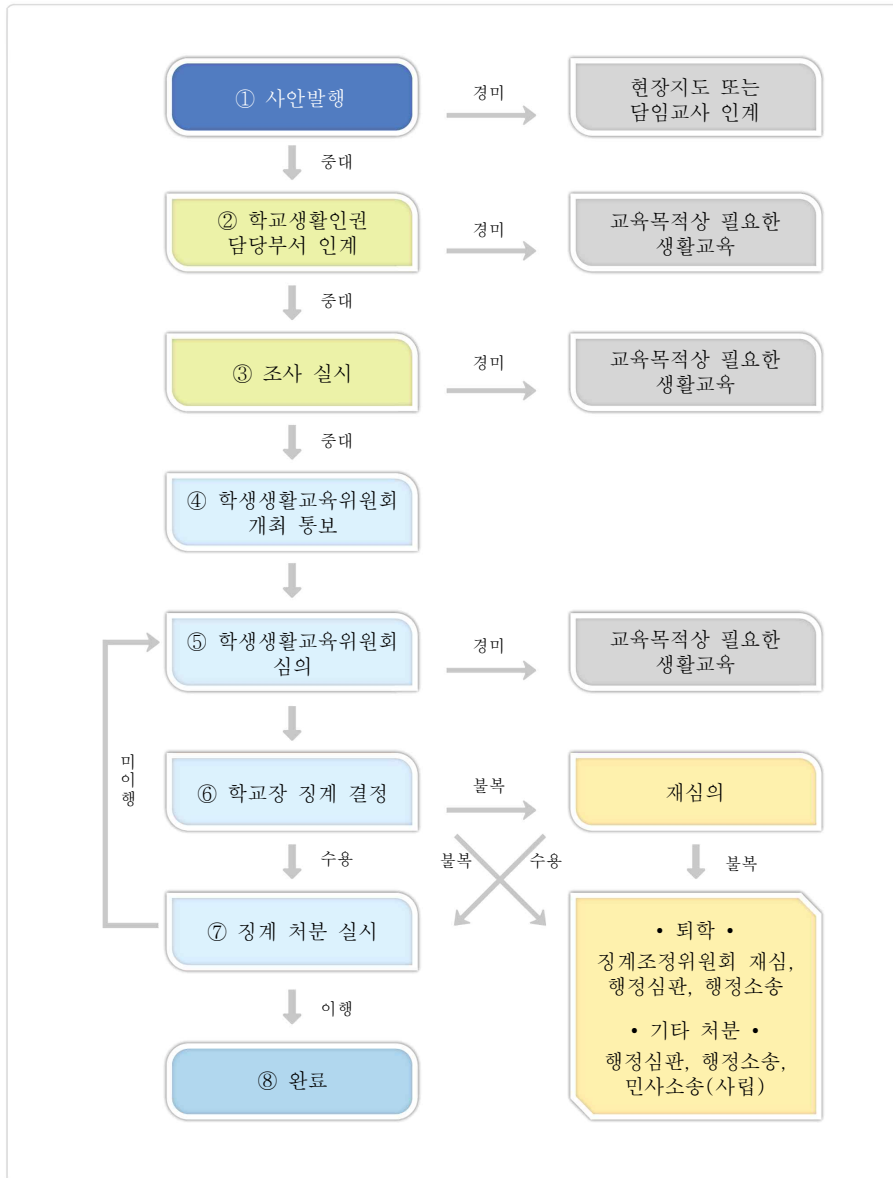 ① 사안발행
경미
현장지도 또는
담임교사 인계
중대
② 학교생활인권
담당부서 인계
경미
교육목적상 필요한
생활교육
중대
③ 조사 실시
경미
교육목적상 필요한
생활교육
중대
④ 학생생활교육위원회
개최 통보
⑤ 학생생활교육위원회
심의
경미
교육목적상 필요한
생활교육
미이행
⑥ 학교장 징계 결정
불복
재심의
수용
불복
수용
불복
⑦ 징계 처분 실시
• 퇴학 •
징계조정위원회 재심,
행정심판, 행정소송
• 기타 처분 •
행정심판, 행정소송,
민사소송(사립)
이행
⑧ 완료